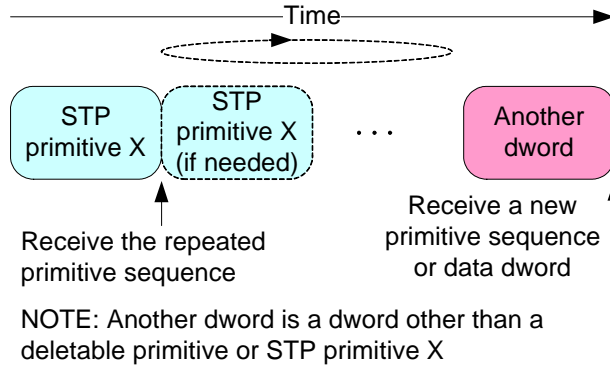 Time
STP
primitive X
STP
primitive X
(if needed)
. . .
Another
dword
Receive the repeated
primitive sequence
Receive a new
primitive sequence
or data dword
NOTE: Another dword is a dword other than a
deletable primitive or STP primitive X